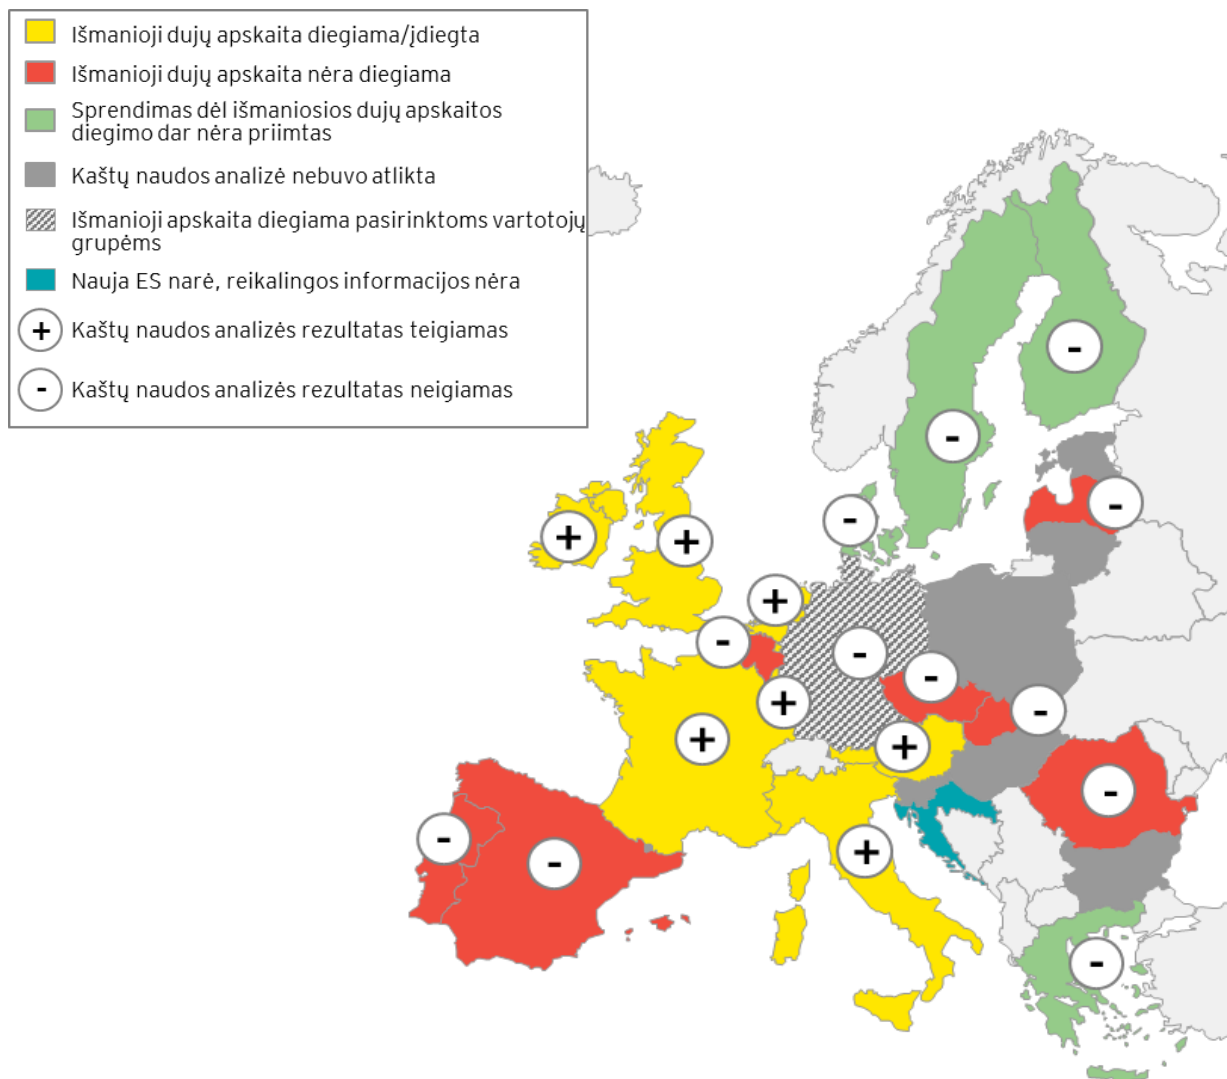 Išmanioji dujų apskaita diegiama/įdiegta
Išmanioji dujų apskaita nėra diegiama
Sprendimas dėl išmaniosios dujų apskaitos
diegimo dar nėra priimtas
Kaštų naudos analizė nebuvo atlikta
Išmanioji apskaita diegiama pasirinktoms vartotojų
grupėms
Nauja ES narė, reikalingos informacijos nėra
+ Kaštų naudos analizės rezultatas teigiamas
- Kaštų naudos analizės rezultatas neigiamas
-
-
-
-
+
+
+
-
-
-
+
-
+
+
-
-
-
+
-